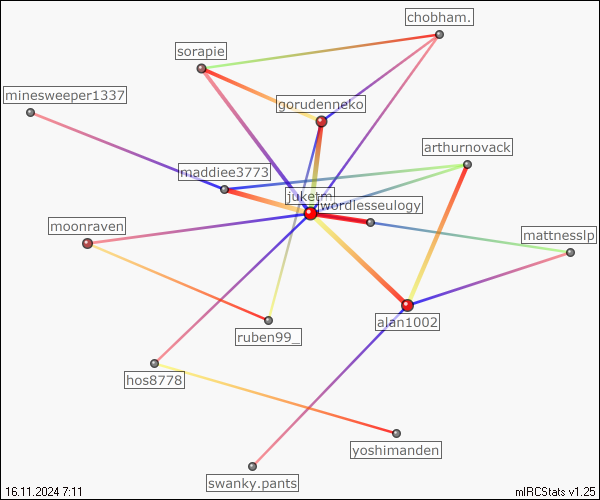 chobham.
sorapie
minesweeper1337
gorudenneko
arthurnovack
maddiee3773
juketm
wordlesseulogy
moonraven
mattnesslp
alan1002
ruben99_
hos8778
yoshimanden
swanky.pants
16.11.2024 7:11
mIRCStats v1.25